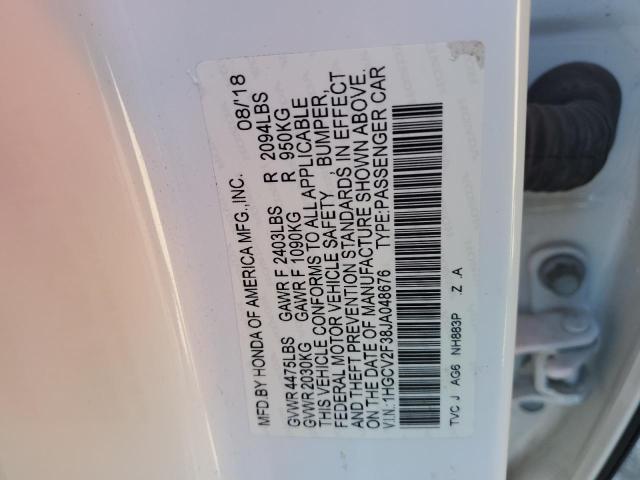 MFD.BY HONDA OF AMERICA MFG.,INC. 08/'18
GVWR 4475LBS GAWR F 2403LBS R 2094LBS
GVWR 2030KG GAWR F 1090KG R 950KG
THIS VEHICLE CONFORMS TO ALL APPLICABLE
FEDERAL MOTOR VEHICLE SAFETY , BUMPER,
AND THEFT PREVENTION STANDARDS IN EFFECT
ON THE DATE OF MANUFACTURE SHOWN ABOVE.
V.I.N.:1HGCV2F38JA048676 TYPE:PASSENGER CAR
TVC J AG6 NH883P .Z .A